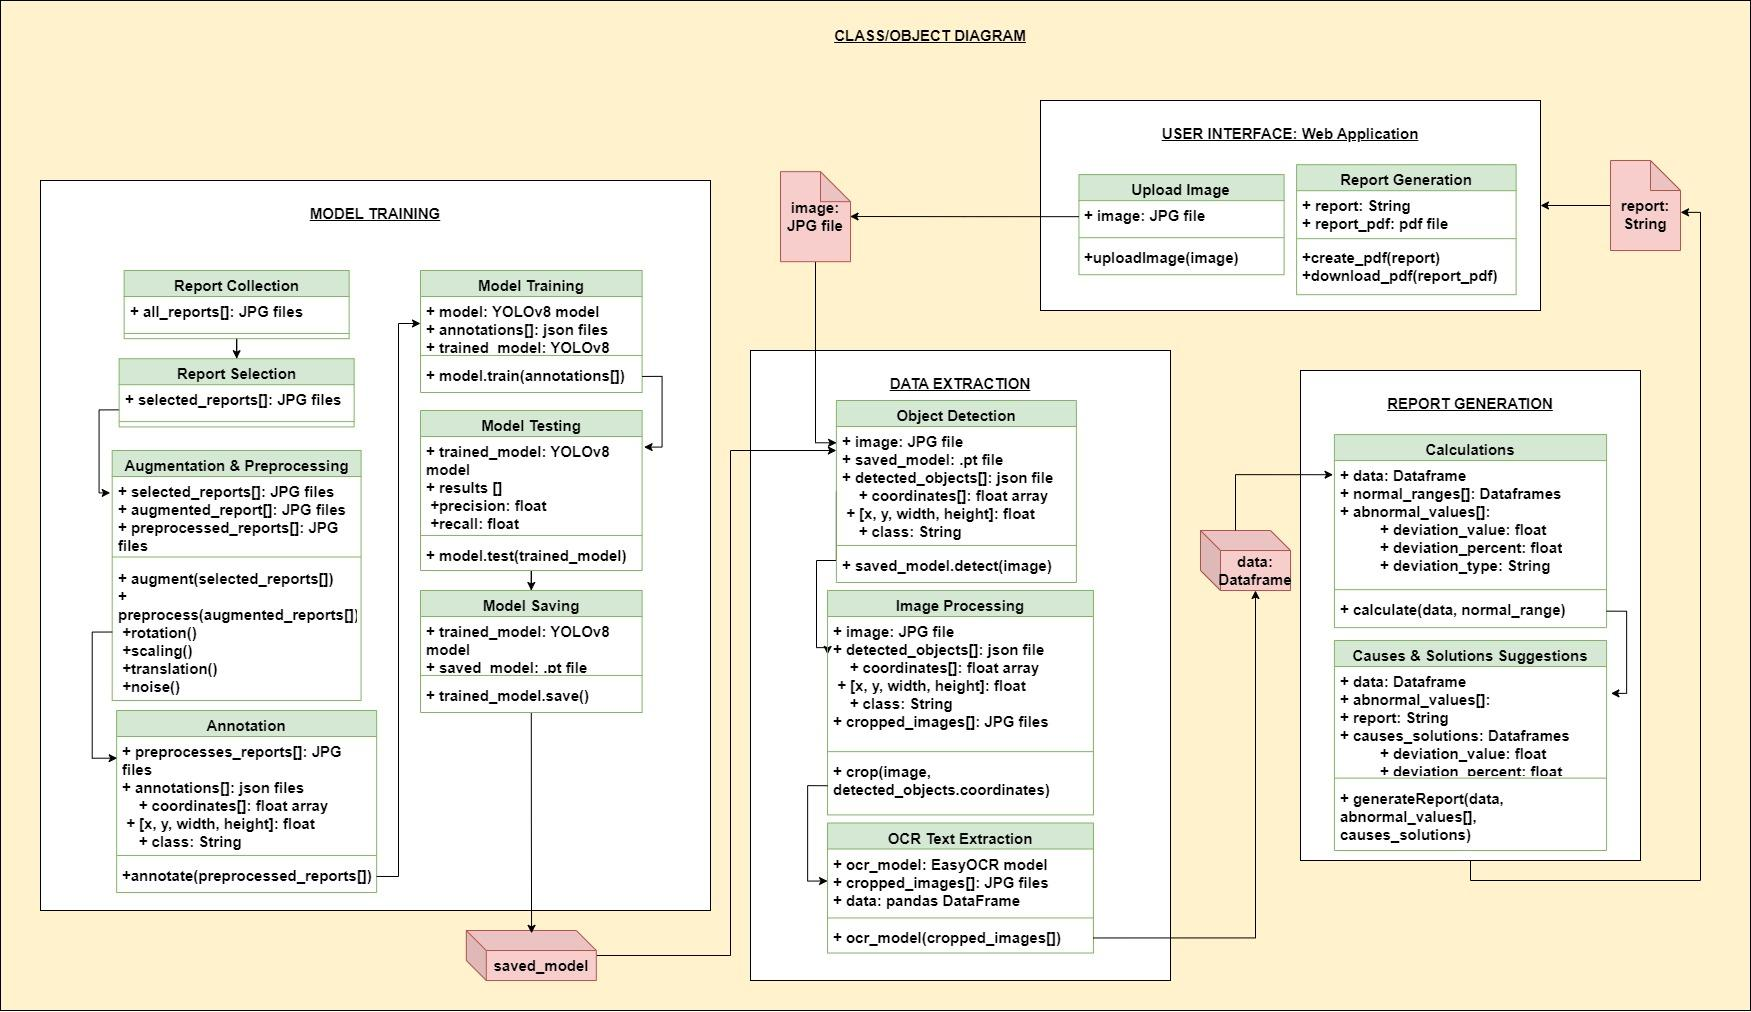 CLASS/OBJECT DIAGRAM
USER INTERFACE: Web Application
Upload Image
+ image: JPG file
+uploadImage(image)
Report Generation
+ report: String
+ report_pdf: pdf file
+create_pdf(report)
+download_pdf(report_pdf)
image:
JPG file
report:
String
MODEL TRAINING
Report Collection
+ all_reports[]: JPG files
Report Selection
+ selected_reports[]: JPG files
Augmentation & Preprocessing
+ selected_reports[]: JPG files
+ augmented_report[]: JPG files
+ preprocessed_reports[]: JPG
files
+ augment(selected_reports[])
+
preprocess(augmented_reports[])
+rotation()
+scaling()
+translation()
+noise()
Annotation
+ preprocesses_reports[]: JPG
files
+ annotations[]: json files
+ coordinates[]: float array
+ [x, y, width, height]: float
+ class: String
+annotate(preprocessed_reports[])
Model Training
+ model: YOLOv8 model
+ annotations[]: json files
+ trained_model: YOLOv8
+ model.train(annotations[])
Model Testing
+ trained_model: YOLOv8
model
+ results []
+precision: float
+recall: float
+ model.test(trained_model)
Model Saving
+ trained_model: YOLOv8
model
+ saved_model: .pt file
+ trained_model.save()
saved_model
DATA EXTRACTION
Object Detection
+ image: JPG file
+ saved_model: .pt file
+ detected_objects[]: json file
+ coordinates[]: float array
+ [x, y, width, height]: float
+ class: String
+ saved_model.detect(image)
Image Processing
+ image: JPG file
+ detected_objects[]: json file
+ coordinates[]: float array
+ [x, y, width, height]: float
+ class: String
+ cropped_images[]: JPG files
+ crop(image,
detected_objects.coordinates)
OCR Text Extraction
+ ocr_model: EasyOCR model
+ cropped_images[]: JPG files
+ data: pandas DataFrame
+ ocr_model(cropped_images[])
data:
Dataframe
REPORT GENERATION
Calculations
+ data: Dataframe
+ normal_ranges[]: Dataframes
+ abnormal_values[]:
+ deviation_value: float
+ deviation_percent: float
+ deviation_type: String
+ calculate(data, normal_range)
Causes & Solutions Suggestions
+ data: Dataframe
+ abnormal_values[]:
+ report: String
+ causes_solutions: Dataframes
+ deviation_value: float
+ deviation_percent: float
+ generateReport(data,
abnormal_values[],
causes_solutions)